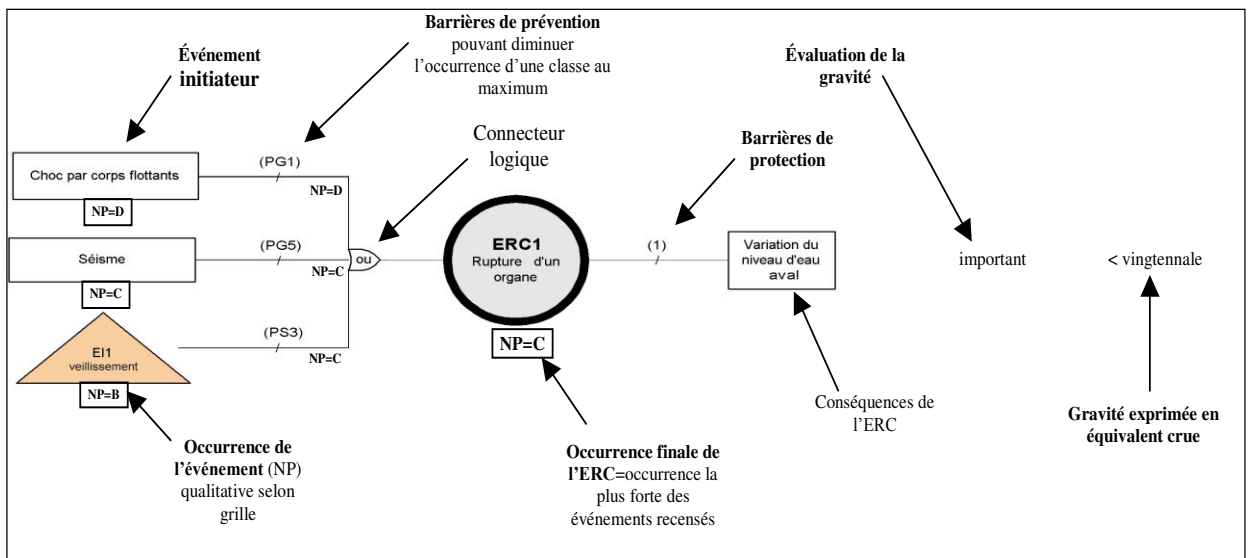 Événement
initiateur
Barrières de prévention
pouvant diminuer
l'occurrence d'une classe au
maximum
Évaluation de la
gravité
Connecteur
logique
Barrières de
protection
Choc par corps flottants
NP=D
(PG1)
NP=D
Séisme
NP=C
(PG5)
NP=C
ou
EI1
veillissement
NP=B
(PS3)
NP=C
ERC1
Rupture d'un
organe
NP=C
(1)
Variation du
niveau d'eau
aval
important
< vingtennale
Occurrence de
l'événement (NP)
qualitative selon
grille
Occurrence finale de
l'ERC=occurrence la
plus forte des
événements recensés
Conséquences de
l'ERC
Gravité exprimée en
équivalent crue